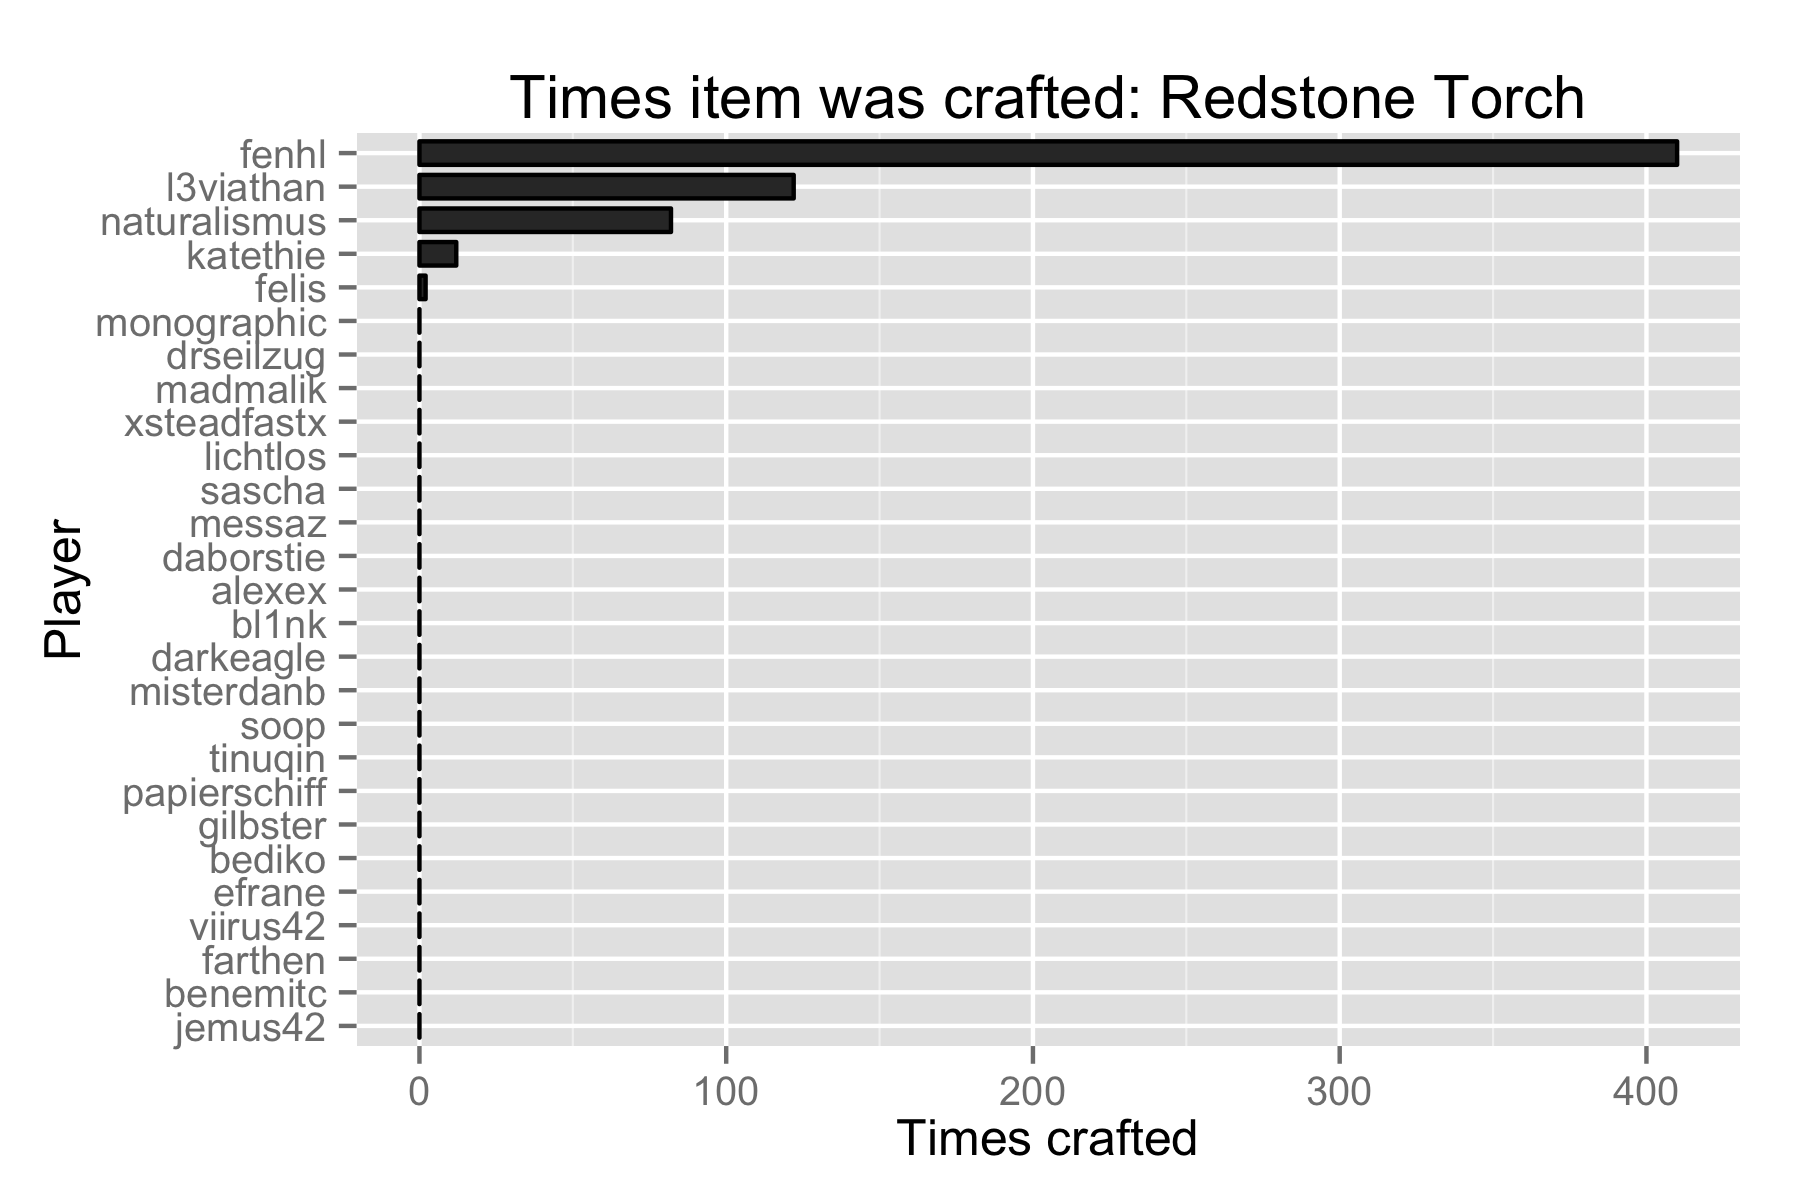 Times item was crafted: Redstone Torch
fenhl
l3viathan
naturalismus
katethie
felis
monographic
drseilzug
madmalik
xsteadfastx
lichtlos
sascha
messaz
daborstie
alexex
bl1nk
darkeagle
misterdanb
soop
tinuqin
papierschiff
gilbster
bediko
efrane
viirus42
farthen
benemitc
jemus42
Player
0 100 200 300 400
Times crafted